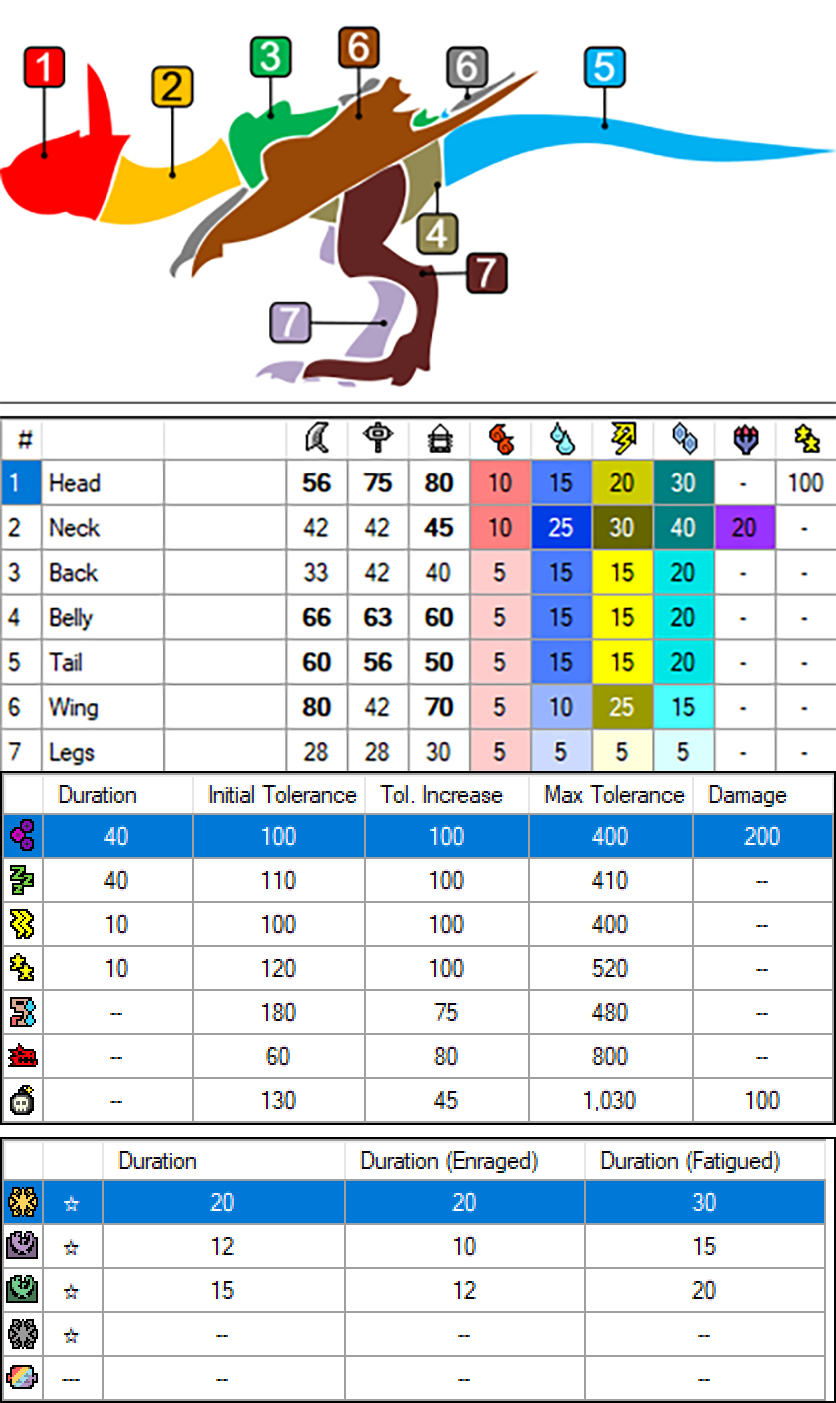 1
2
3
6
6
5
4
7
7
#
1 Head 56 75 80 10 15 20 30 - 100
2 Neck 42 42 45 10 25 30 40 20 -
3 Back 33 42 40 5 15 15 20 - -
4 Belly 66 63 60 5 15 15 20 - -
5 Tail 60 56 50 5 15 15 20 - -
6 Wing 80 42 70 5 10 25 15 - -
7 Legs 28 28 30 5 5 5 5 - -
Duration Initial Tolerance Tol. Increase Max Tolerance Damage
40 100 100 400 200
40 110 100 410 --
10 100 100 400 --
10 120 100 520 --
-- 180 75 480 --
-- 60 80 800 --
-- 130 45 1,030 100
Duration Duration (Enraged) Duration (Fatigued)
☆ 20 20 30
☆ 12 10 15
☆ 15 12 20
☆ -- -- --
--- -- -- --